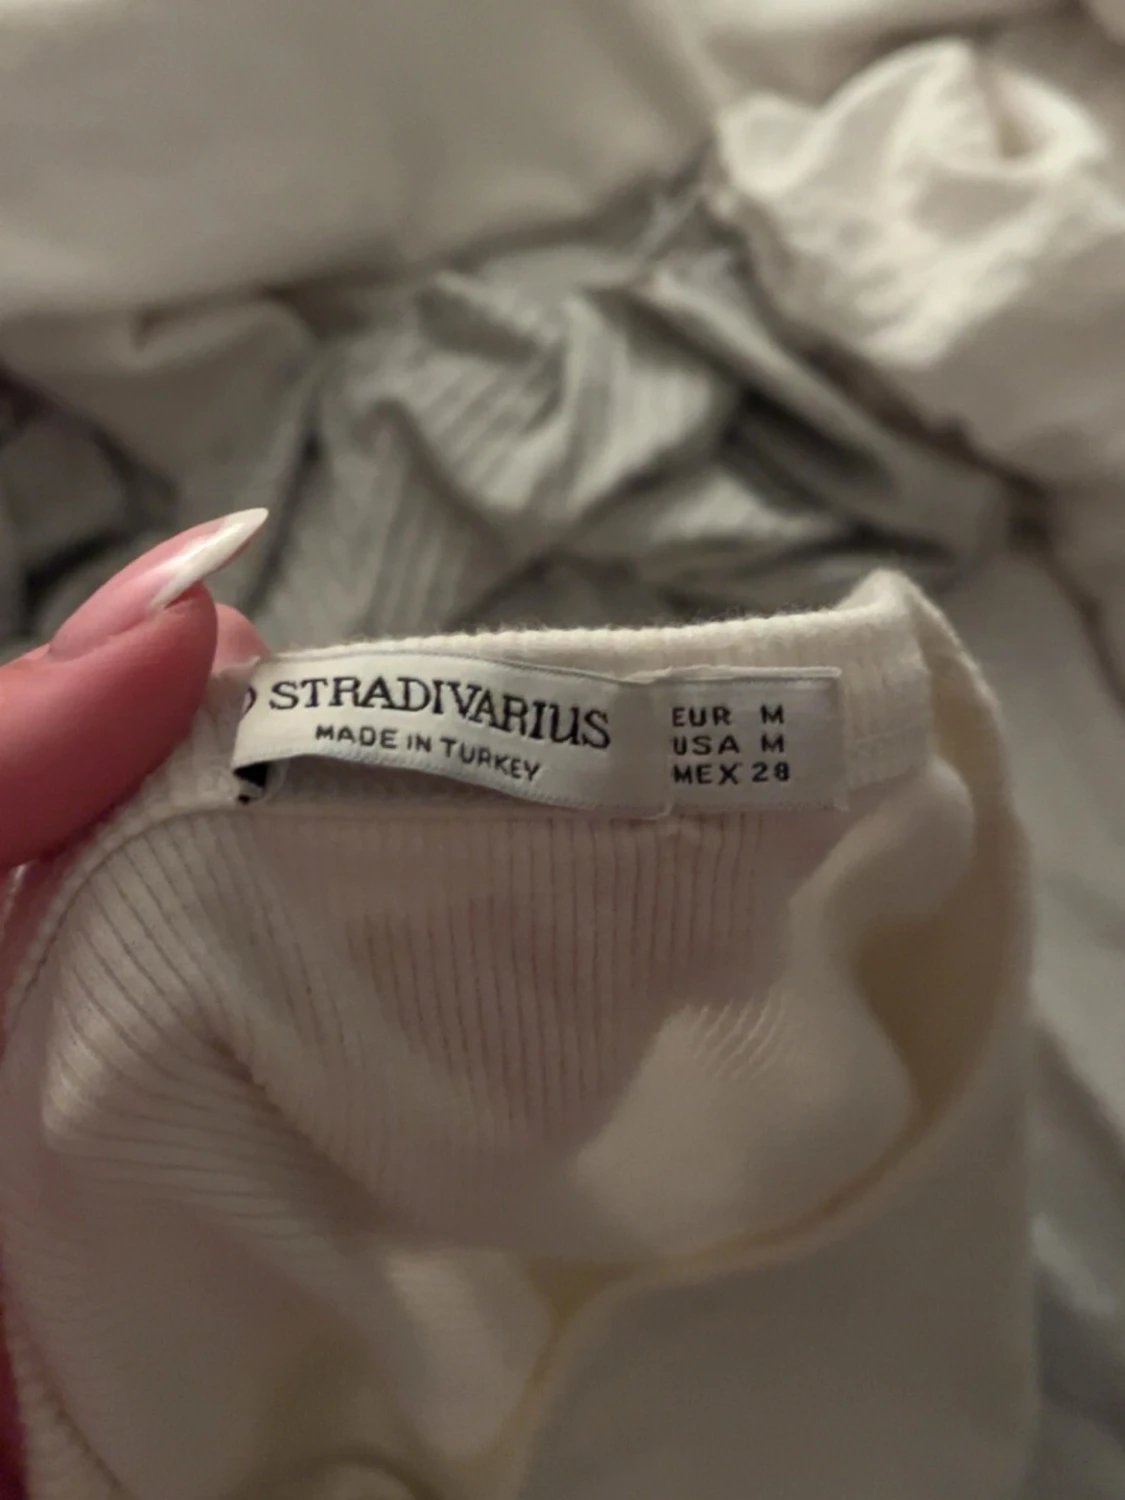 STRADIVARIUS
MADE IN TURKEY
EUR M
USA M
MEX 28